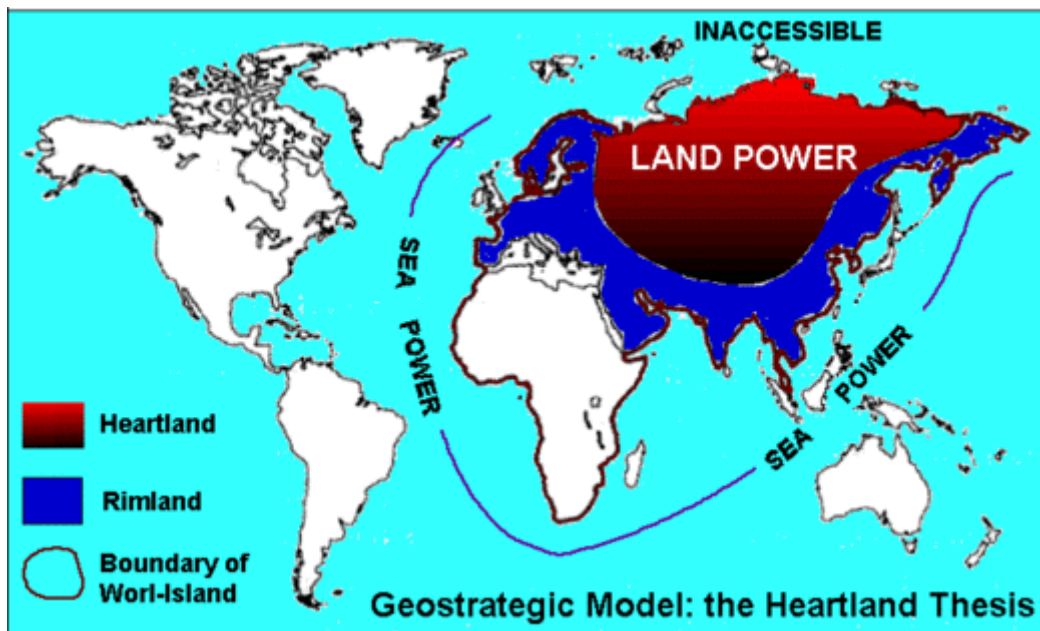 INACCESSIBLE
LAND POWER
SEA POWER
SEA POWER
Heartland
Rimland
Boundary of
Worl-Island
Geostrategic Model: the Heartland Thesis